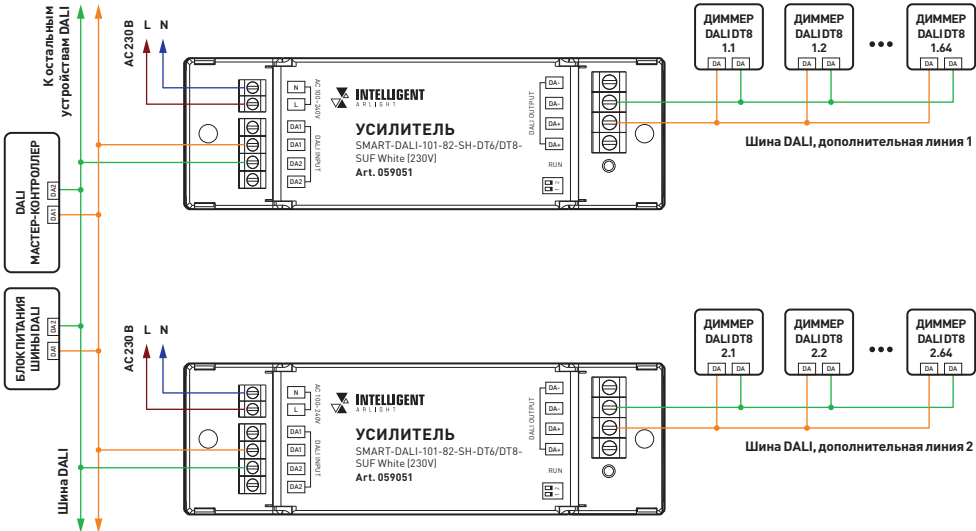 К остальным
устройствам DALI
DALI
МАСТЕР-КОНТРОЛЛЕР
DA2
DA1
БЛОК ПИТАНИЯ
ШИНЫ DALI
DA2
DA1
Шина DALI
AC 230 В
L N
N
L
AC 100-240V
DA1
DA1
DA2
DA2
DALI INPUT
INTELLIGENT
ARLIGHT
УСИЛИТЕЛЬ
SMART-DALI-101-82-SH-DT6/DT8-
SUF White (230V)
Art. 059051
DALI OUTPUT
DA-
DA-
DA+
DA+
RUN
1 2
ДИММЕР
DALI DT8
1.1
DA DA
ДИММЕР
DALI DT8
1.2
DA DA
•••
ДИММЕР
DALI DT8
1.64
DA DA
Шина DALI, дополнительная линия 1
AC 230 В
L N
N
L
AC 100-240V
DA1
DA1
DA2
DA2
DALI INPUT
INTELLIGENT
ARLIGHT
УСИЛИТЕЛЬ
SMART-DALI-101-82-SH-DT6/DT8-
SUF White (230V)
Art. 059051
DALI OUTPUT
DA-
DA-
DA+
DA+
RUN
1 2
ДИММЕР
DALI DT8
2.1
DA DA
ДИММЕР
DALI DT8
2.2
DA DA
•••
ДИММЕР
DALI DT8
2.64
DA DA
Шина DALI, дополнительная линия 2